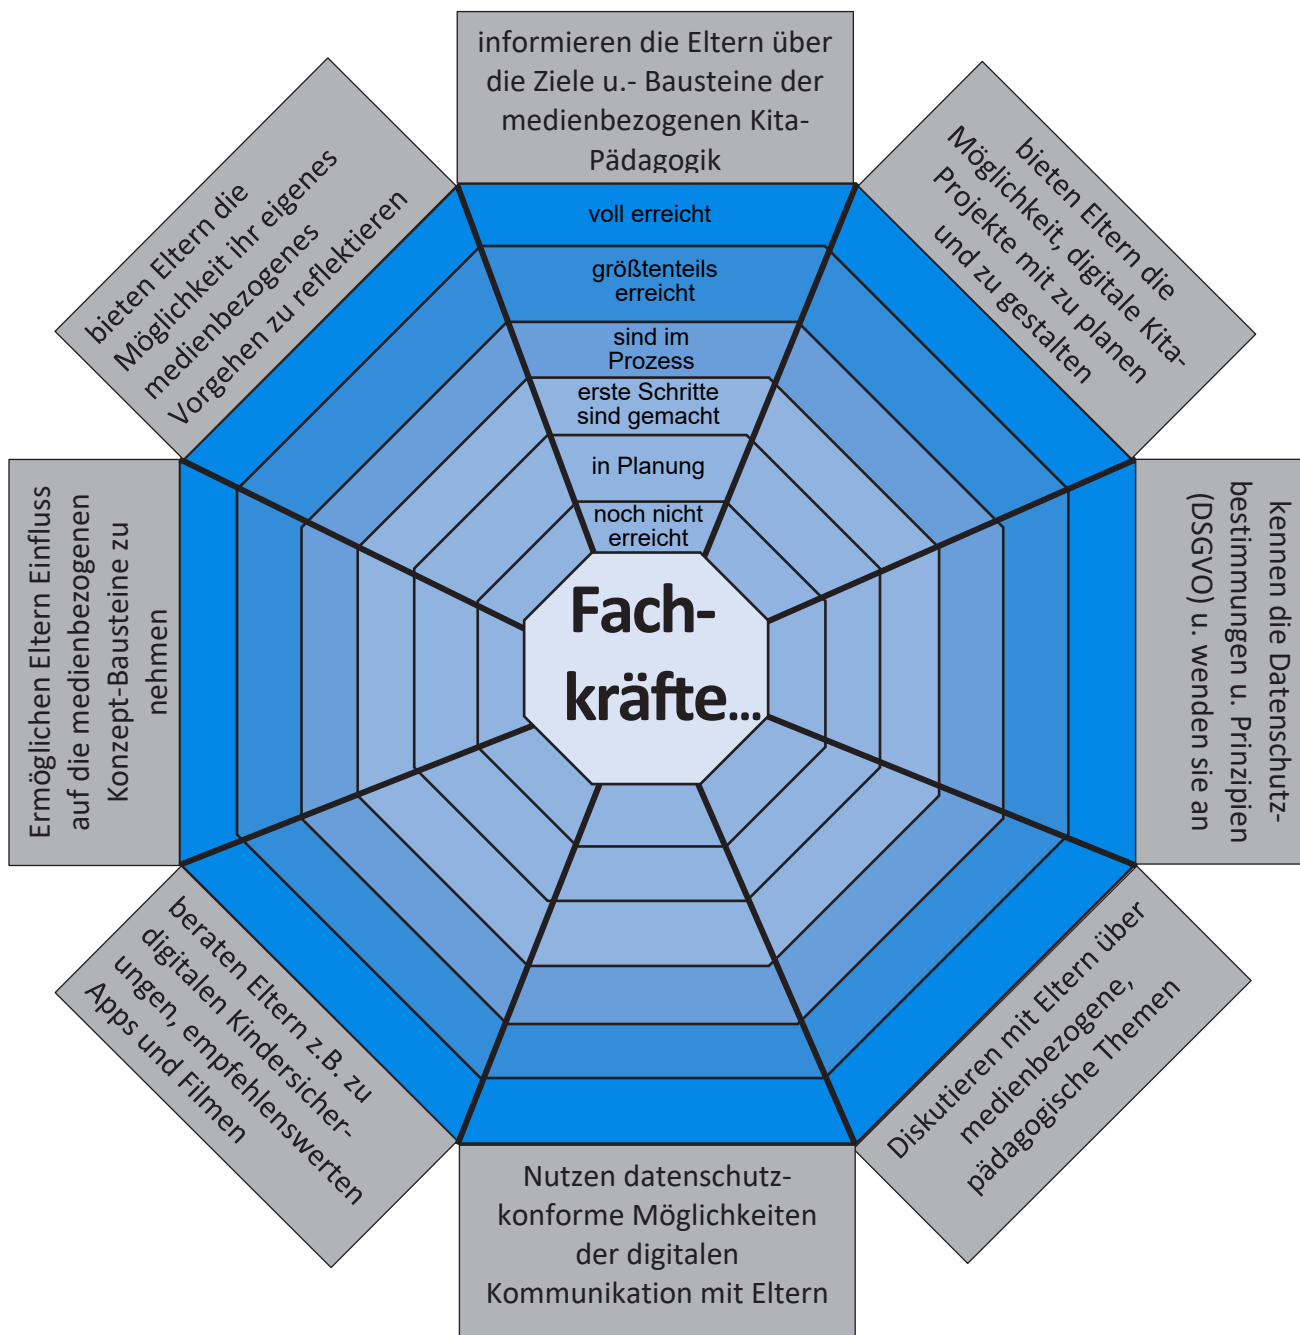 informieren die Eltern über
die Ziele u.- Bausteine der
medienbezogenen Kita-
Pädagogik
bieten Eltern die
Möglichkeit, digitale Kita-
Projekte mit zu planen
und zu gestalten
kennen die Datenschutz-
bestimmungen u. Prinzipien
(DSGVO) u. wenden sie an
Diskutieren mit Eltern über
medienbezogene,
pädagogische Themen
Nutzen datenschutz-
konforme Möglichkeiten
der digitalen
Kommunikation mit Eltern
beraten Eltern z.B. zu
digitalen Kindersicher-
ungen, empfehlenswerten
Apps und Filmen
Ermöglichen Eltern Einfluss
auf die medienbezogenen
Konzept-Bausteine zu
nehmen
bieten Eltern die
Möglichkeit ihr eigenes
medienbezogenes
Vorgehen zu reflektieren
voll erreicht
größtenteils
erreicht
sind im
Prozess
erste Schritte
sind gemacht
in Planung
noch nicht
erreicht
Fach-
kräfte...